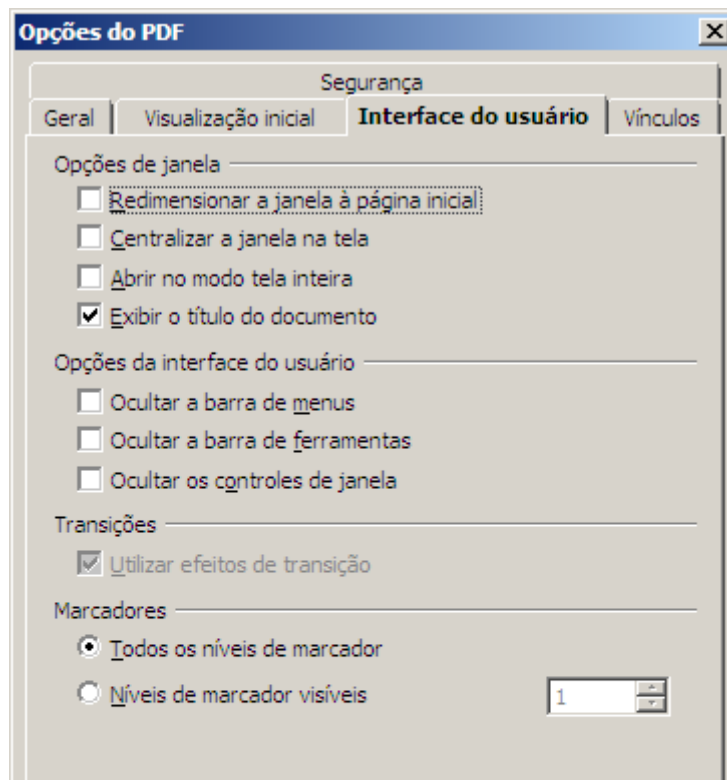 Opções do PDF
Segurança
Geral
Visualização inicial
Interface do usuário
Vínculos
Opções de janela
Redimensionar a janela à página inicial
Centralizar a janela na tela
Abrir no modo tela inteira
Exibir o título do documento
Opções da interface do usuário
Ocultar a barra de menus
Ocultar a barra de ferramentas
Ocultar os controles de janela
Transições
Utilizar efeitos de transição
Marcadores
Todos os níveis de marcador
Níveis de marcador visíveis
1